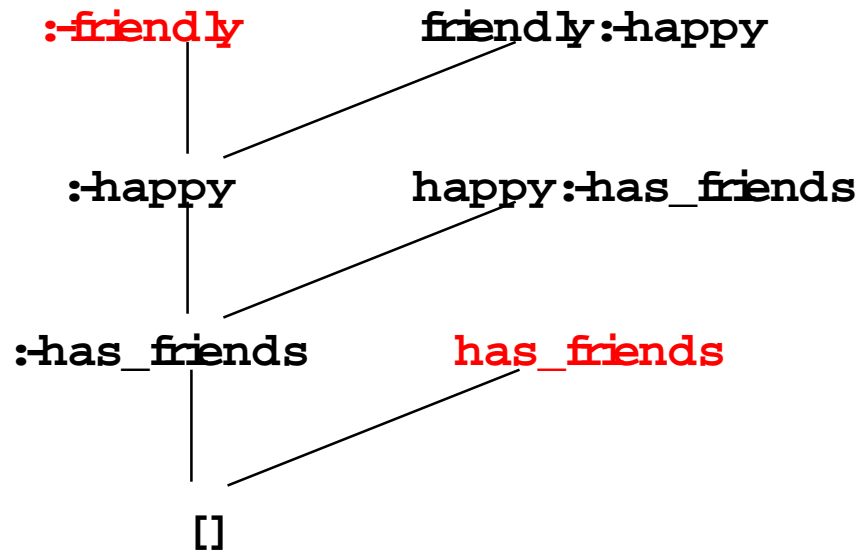 :-friendly friendly:-happy
:-happy happy:-has_friends
:-has_friends has_friends
[]